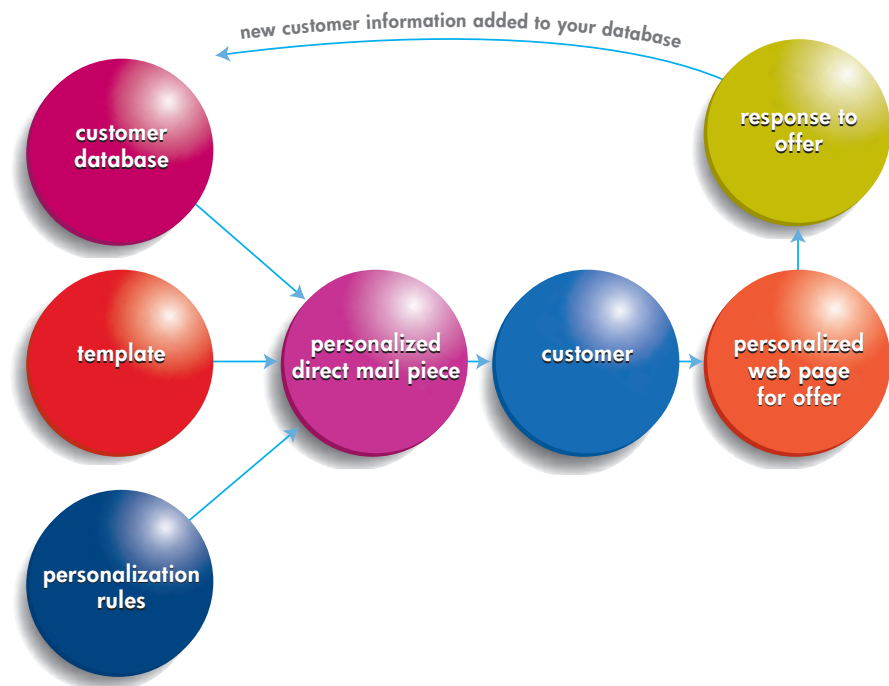 new customer information added to your database
customer
database
response to
offer
template
personalized
direct mail piece
customer
personalized
web page
for offer
personalization
rules